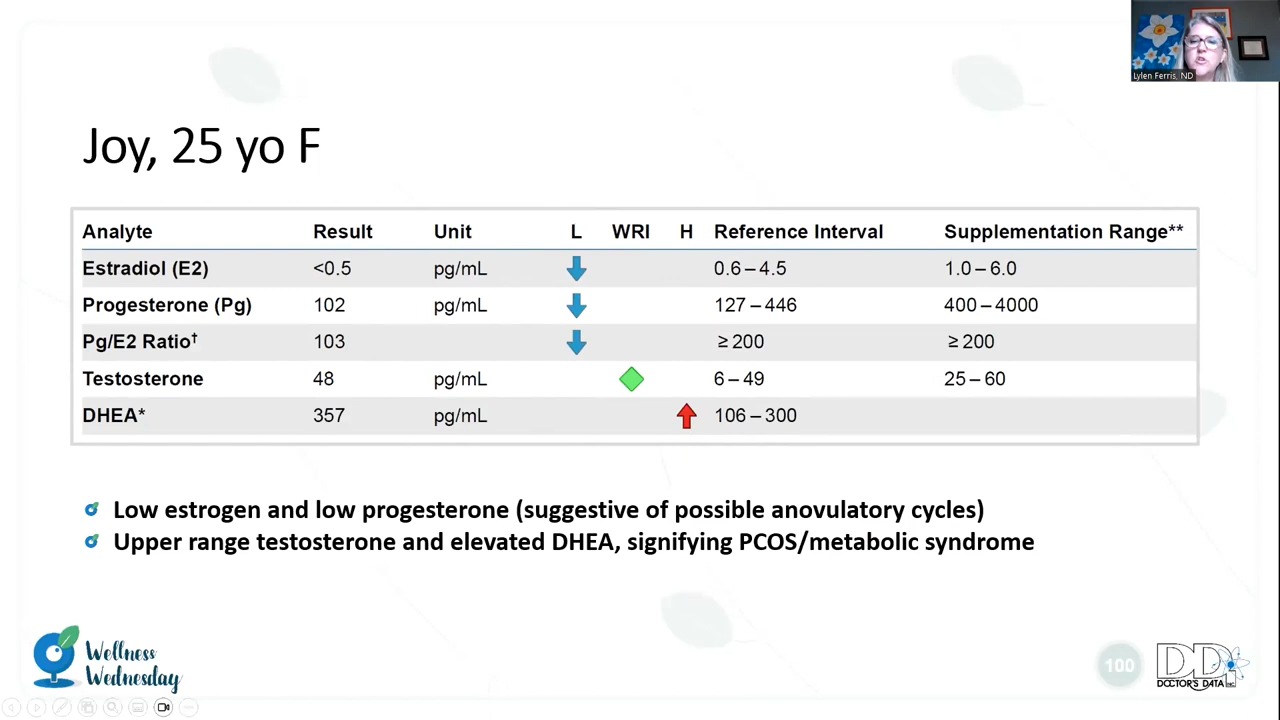 Lylen Ferris, ND
Joy, 25 yo F
Analyte Result Unit L WRI H Reference Interval Supplementation Range**
Estradiol (E2) <0.5 pg/mL 0.6 – 4.5 1.0 – 6.0
Progesterone (Pg) 102 pg/mL 127 – 446 400 – 4000
Pg/E2 Ratio† 103 ≥ 200 ≥ 200
Testosterone 48 pg/mL 6 – 49 25 – 60
DHEA* 357 pg/mL 106 – 300
Low estrogen and low progesterone (suggestive of possible anovulatory cycles)
Upper range testosterone and elevated DHEA, signifying PCOS/metabolic syndrome
Wellness
Wednesday
100
DDI
DOCTOR'S DATA INC.